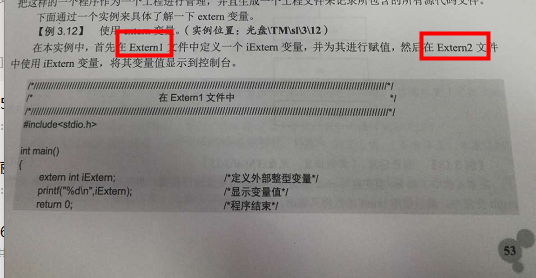 把这样的一个程序作为一个工程进行管理，并且生成一个工程文件来记录所包含的所有源代码文件。
下面通过一个实例来具体了解一下 extern 变量。
【例 3.12】 使用 extern 变量。（实例位置：光盘\TM\sl\3\12）
在本实例中，首先在 Extern1 文件中定义一个 iExtern 变量，并为其进行赋值，然后在 Extern2 文件
中使用 iExtern 变量，将其变量值显示到控制台。
/* 在 Extern1 文件中 */
#include<stdio.h>
int main()
{
extern int iExtern; /*定义外部整型变量*/
printf("%d\n",iExtern); /*显示变量值*/
return 0; /*程序结束*/
53